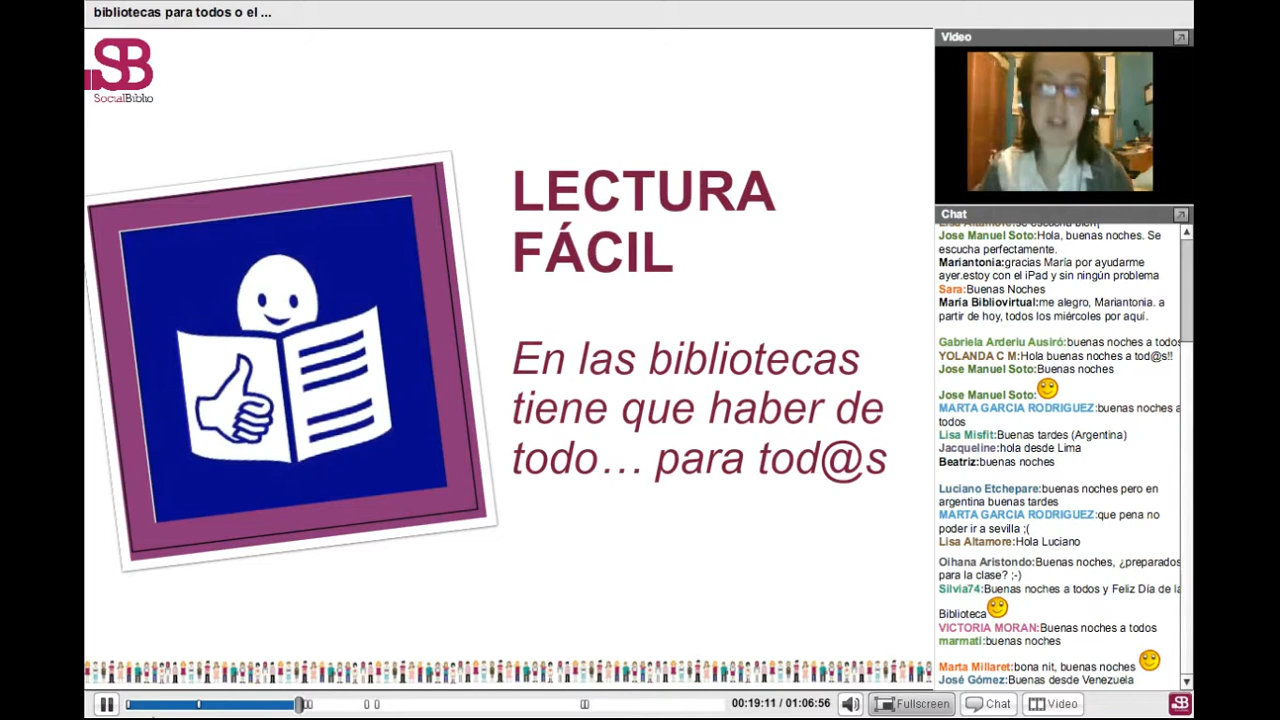 bibliotecas para todos o el ...
SB
SocialBiblio
LECTURA
FÁCIL
En las bibliotecas
tiene que haber de
todo… para tod@s
Video
Chat
Jose Manuel Soto:Hola, buenas noches. Se
escucha perfectamente.
Mariantonia:gracias María por ayudarme
ayer.estoy con el iPad y sin ningún problema
Sara:Buenas Noches
María Bibliovirtual:me alegro, Mariantonia. a
partir de hoy, todos los miércoles por aquí.
Gabriela Arderiu Ausiró:buenas noches a todos
YOLANDA C M:Hola buenas noches a tod@s!!
Jose Manuel Soto:Buenas noches
Jose Manuel Soto:
MARTA GARCIA RODRIGUEZ:buenas noches a
todos
Lisa Misfit:Buenas tardes (Argentina)
Jacqueline:hola desde Lima
Beatriz:buenas noches
Luciano Etchepare:buenas noches pero en
argentina buenas tardes
MARTA GARCIA RODRIGUEZ:que pena no
poder ir a sevilla ;(
Lisa Altamore:Hola Luciano
Oihana Aristondo:Buenas noches, ¿preparados
para la clase? ;-)
Silvia74:Buenas noches a todos y Feliz Día de la
Biblioteca
VICTORIA MORAN:Buenas noches a todos
marmati:buenas noches
Marta Millaret:bona nit, buenas noches
José Gómez:Buenas desde Venezuela
00:19:11 / 01:06:56
Fullscreen
Chat
Video
SB